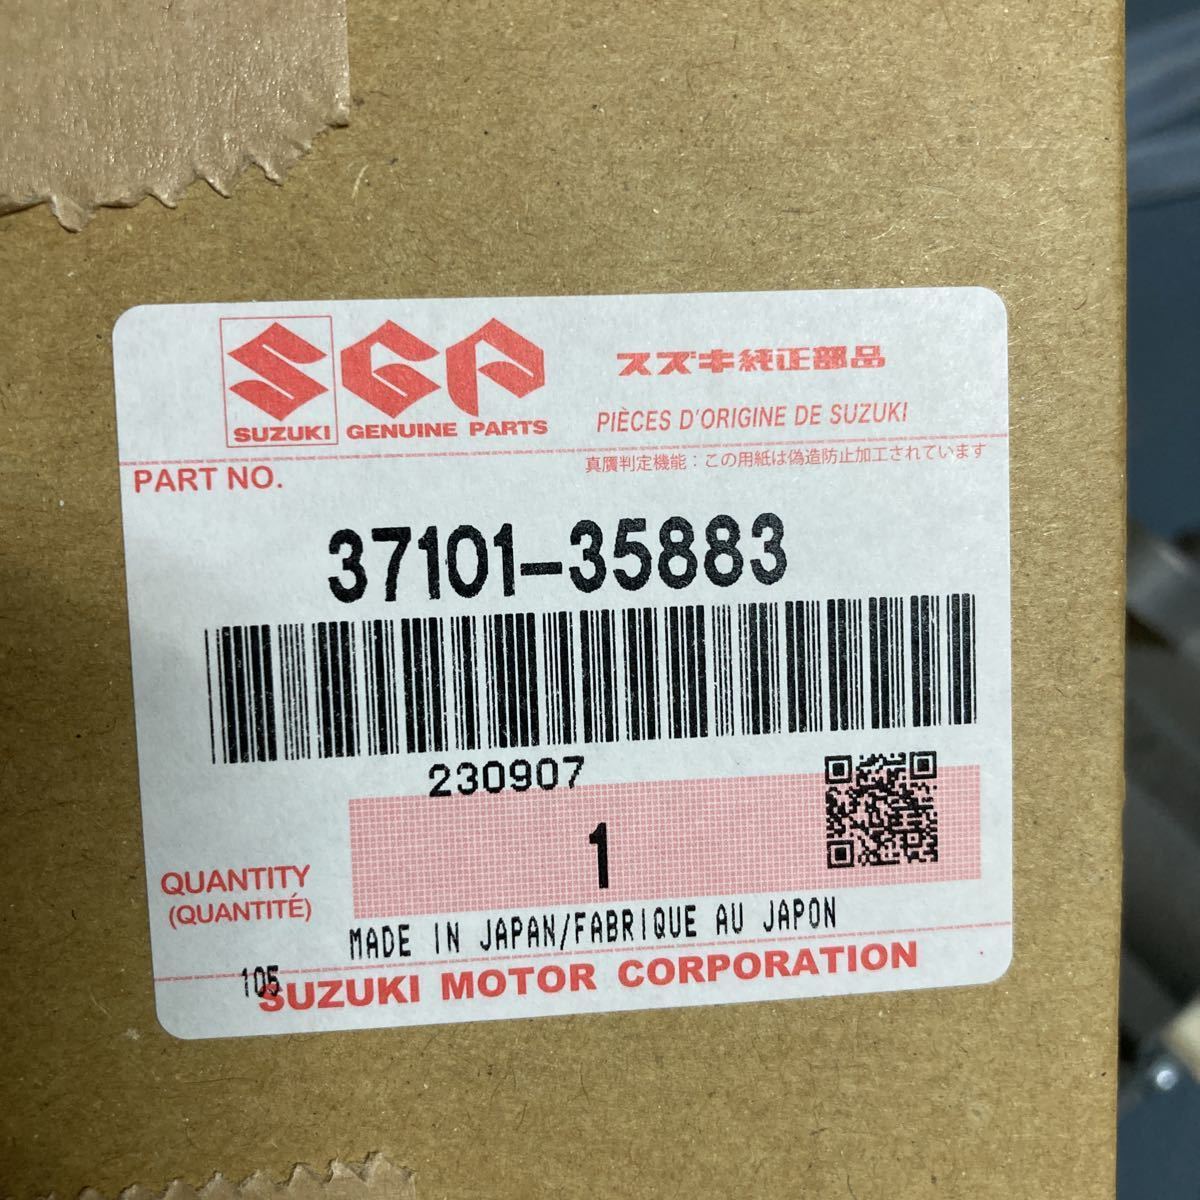 SGP
スズキ純正部品
SUZUKI GENUINE PARTS
PIÈCES D'ORIGINE DE SUZUKI
PART NO.
真贋判定機能：この用紙は偽造防止加工されています
37101-35883
230907
1
QUANTITY
(QUANTITÉ)
MADE IN JAPAN/FABRIQUE AU JAPON
105
SUZUKI MOTOR CORPORATION